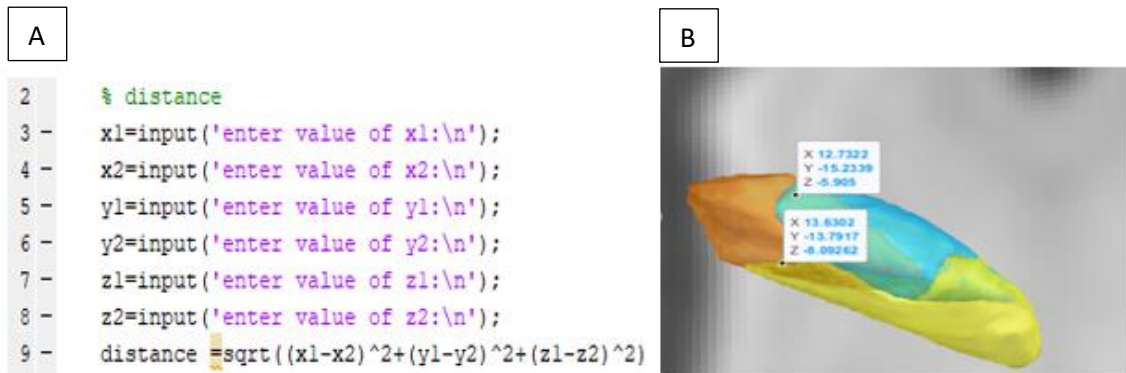 A
2 % distance
3 - x1=input('enter value of x1:\n');
4 - x2=input('enter value of x2:\n');
5 - y1=input('enter value of y1:\n');
6 - y2=input('enter value of y2:\n');
7 - z1=input('enter value of z1:\n');
8 - z2=input('enter value of z2:\n');
9 - distance =sqrt((x1-x2)^2+(y1-y2)^2+(z1-z2)^2)
B
X 12.7322
Y -15.2339
Z -5.905
X 13.6302
Y -13.7917
Z -8.09262